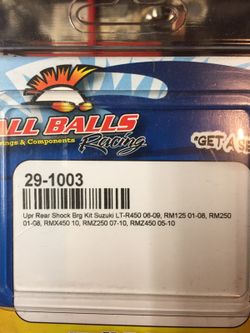 ALL BALLS
Racing
ings & Components
"GET A SE
29-1003
Upr Rear Shock Brg Kit Suzuki LT-R450 06-09, RM125 01-08, RM250
01-08, RMX450 10, RMZ250 07-10, RMZ450 05-10